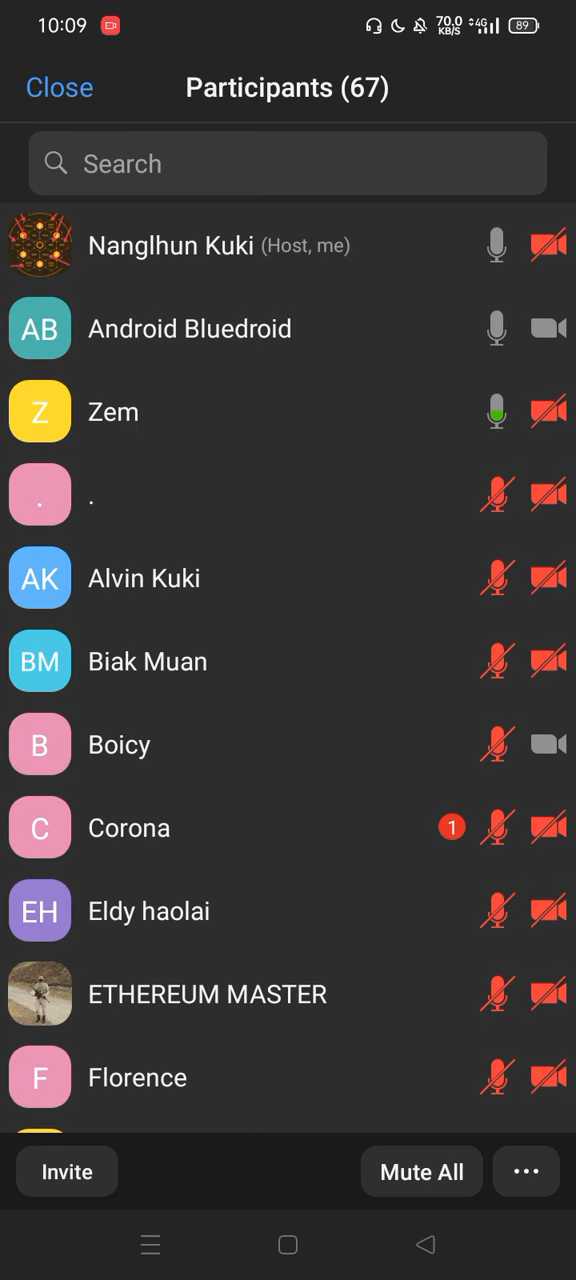 10:09 70.0 KB/S 4G 89
Close Participants (67)
Search
Nanglhun Kuki (Host, me)
AB Android Bluedroid
Z Zem
. .
AK Alvin Kuki
BM Biak Muan
B Boicy
C Corona 1
EH Eldy haolai
ETHEREUM MASTER
F Florence
Invite Mute All ...